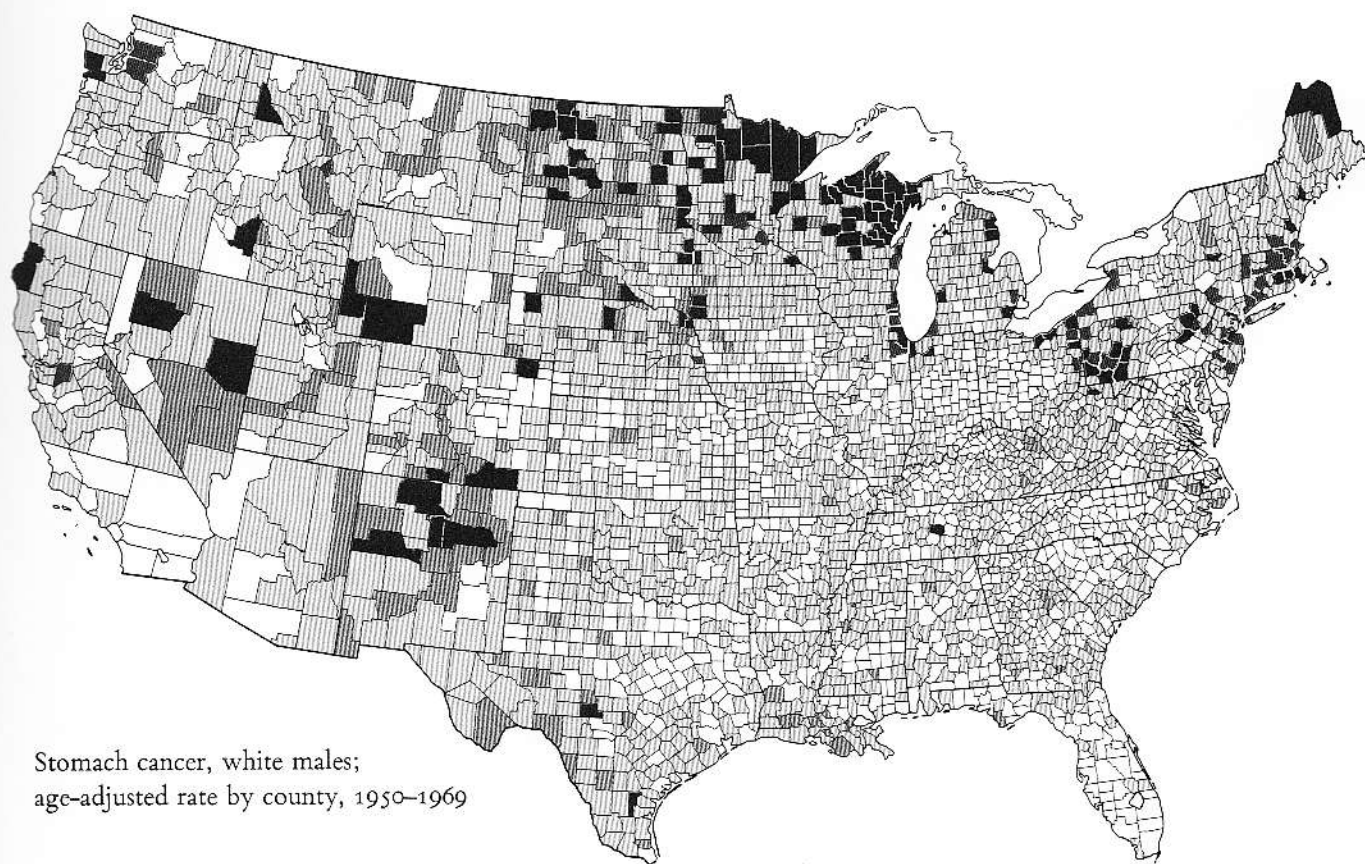 Stomach cancer, white males;
age-adjusted rate by county, 1950–1969